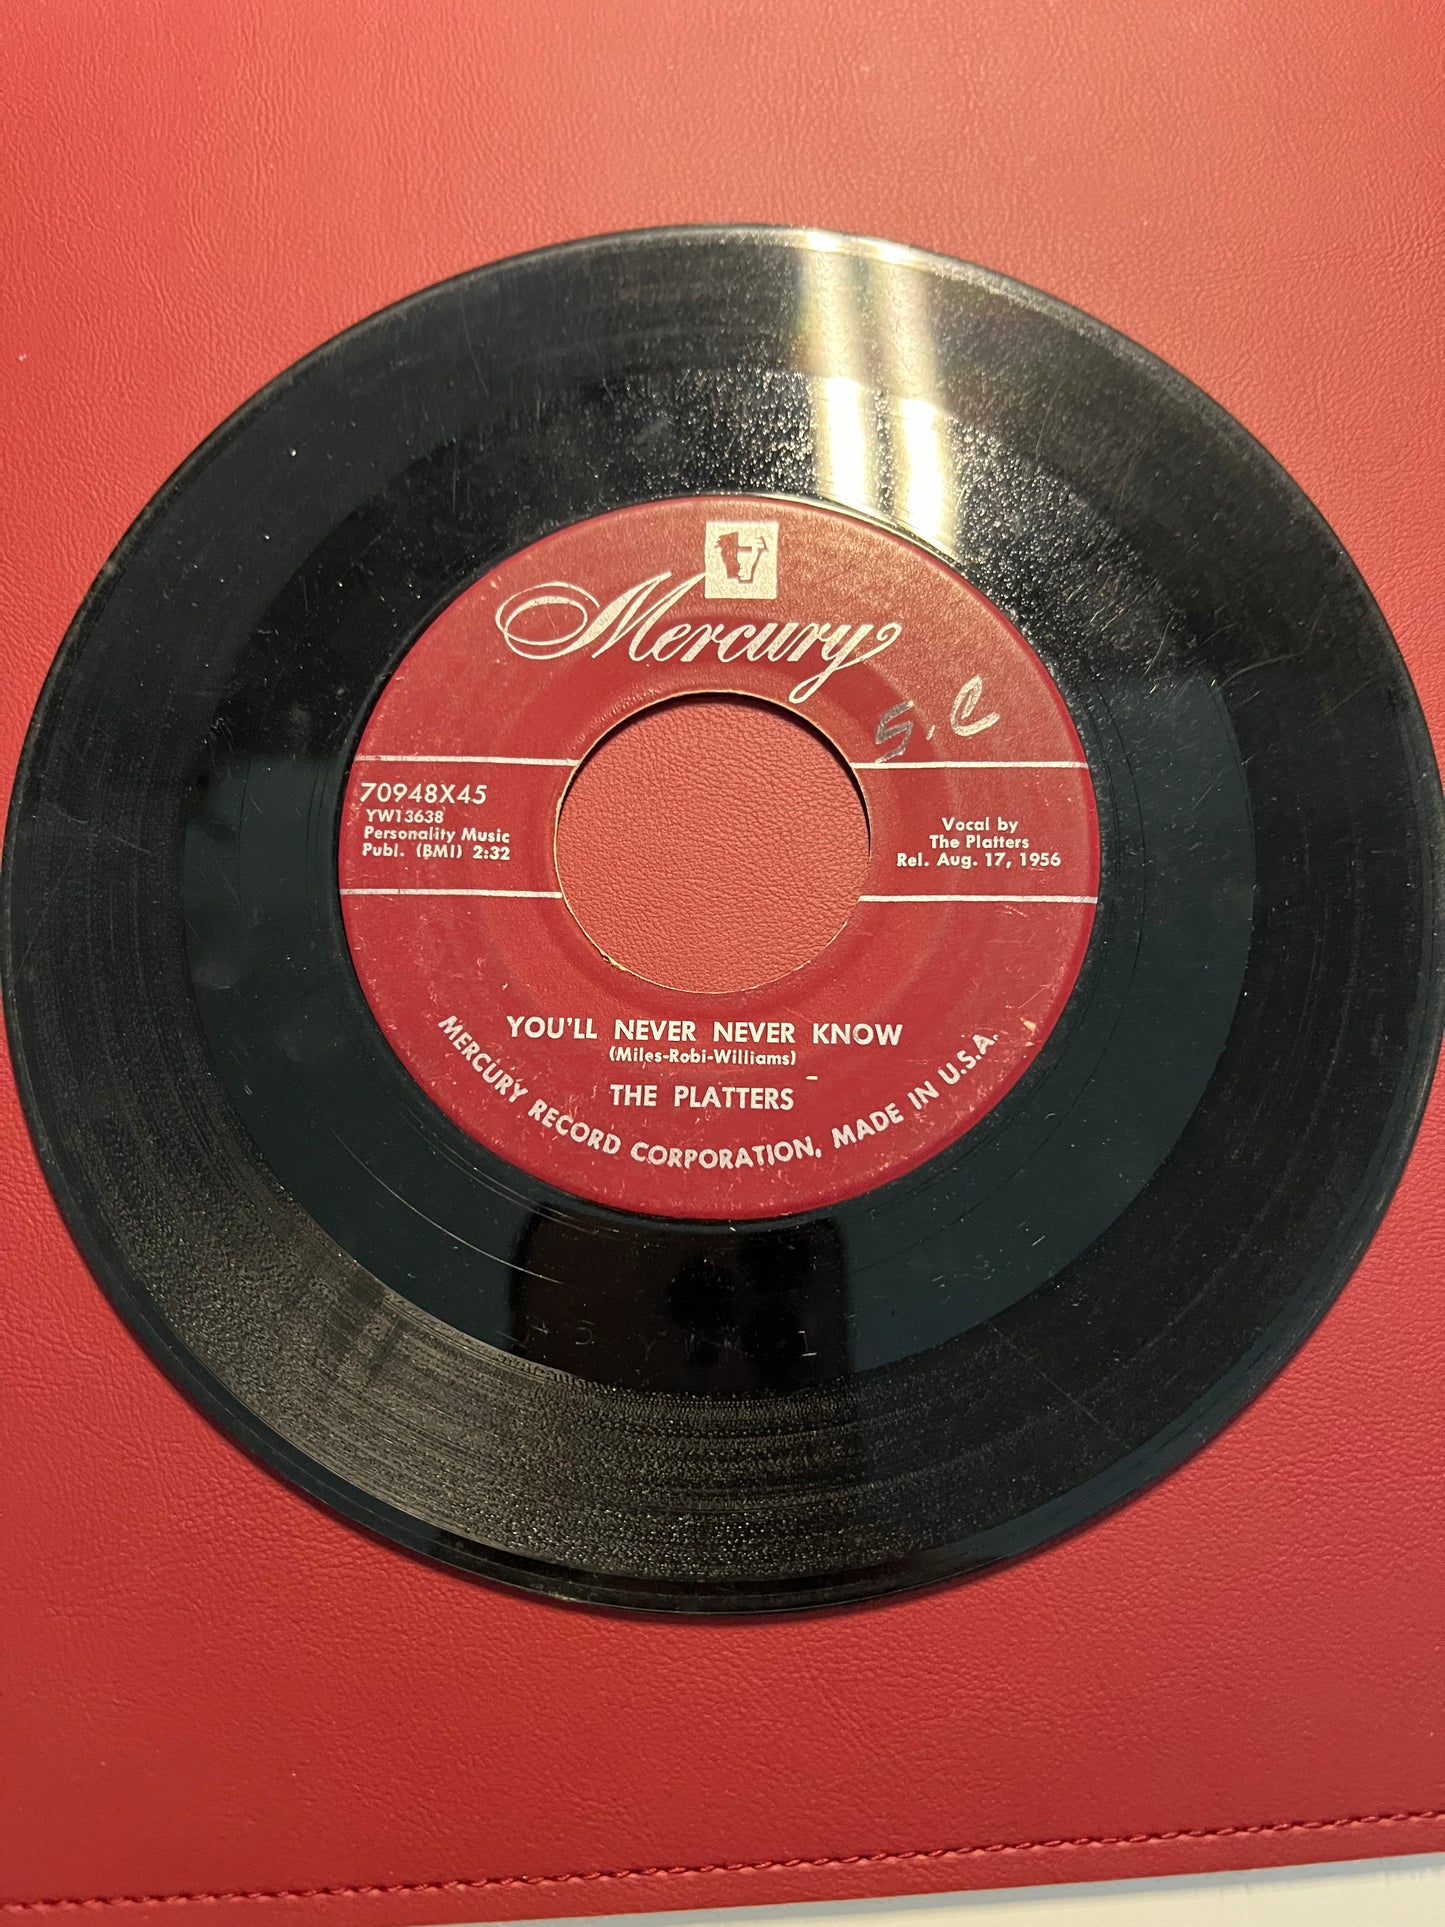 Mercury
S.C
70948X45
YW13638
Personality Music
Publ. (BMI) 2:32
Vocal by
The Platters
Rel. Aug. 17, 1956
YOU'LL NEVER NEVER KNOW
(Miles-Robi-Williams)
THE PLATTERS
MERCURY RECORD CORPORATION, MADE IN U.S.A.